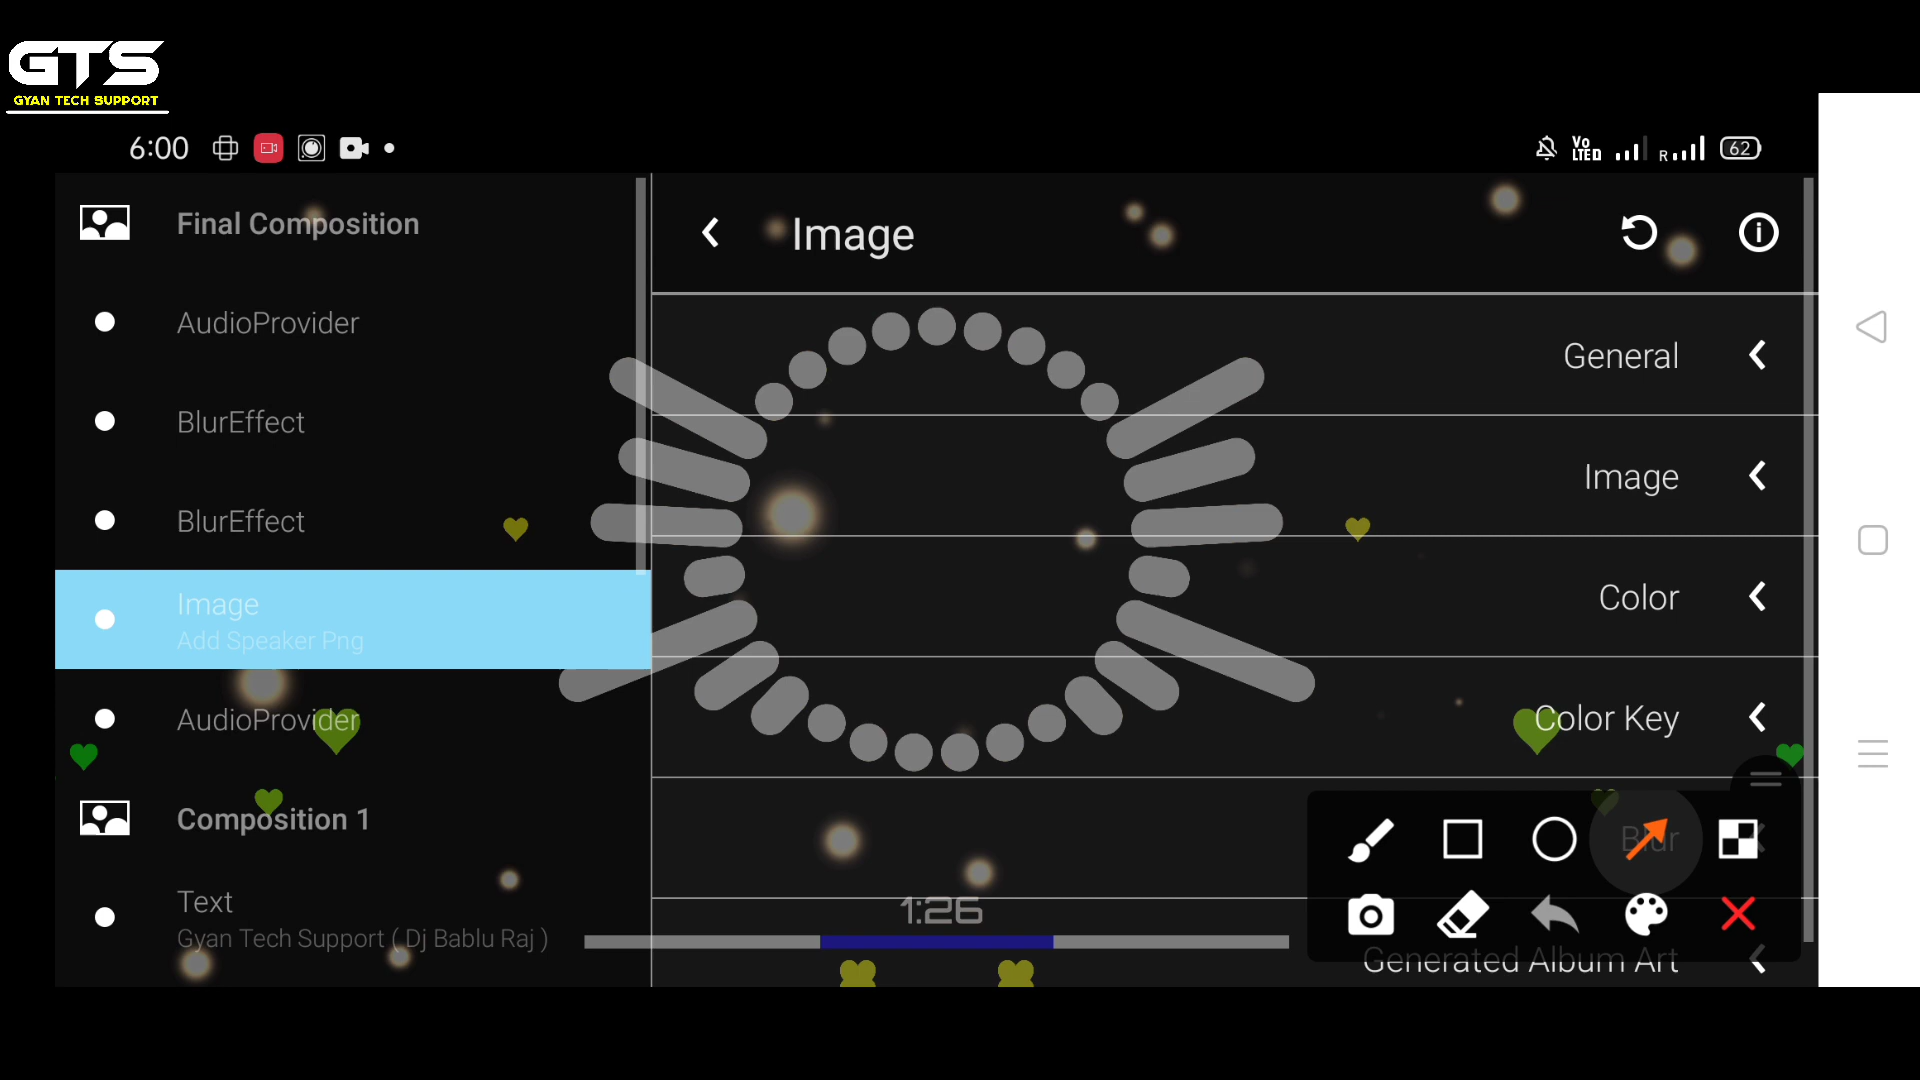 GTS
GYAN TECH SUPPORT
6:00
Vo
LTED
R
62
Final Composition
AudioProvider
BlurEffect
BlurEffect
Image
Add Speaker Png
AudioProvider
Composition 1
Text
Gyan Tech Support ( Dj Bablu Raj )
Image
General
Image
Color
Color Key
Blur
1:26
Generated Album Art